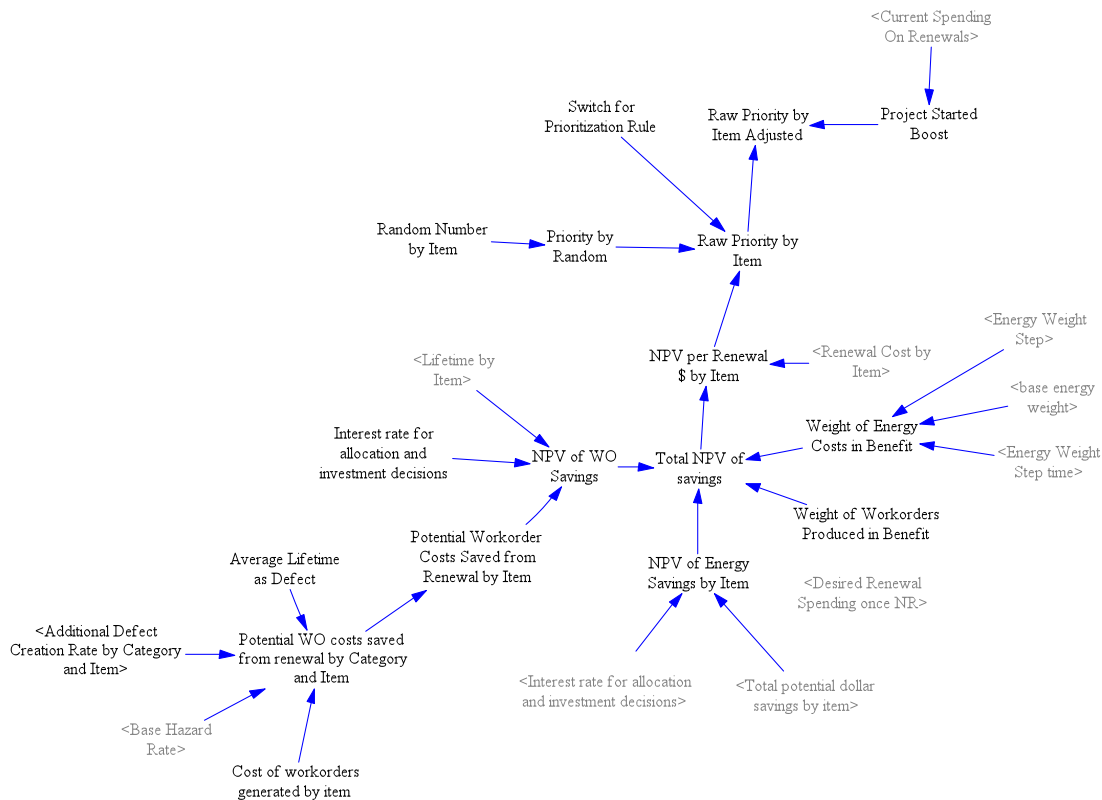 <Current Spending
On Renewals>
Switch for
Prioritization Rule
Raw Priority by
Item Adjusted
Project Started
Boost
Random Number
by Item
Priority by
Random
Raw Priority by
Item
<Energy Weight
Step>
<Lifetime by
Item>
NPV per Renewal
$ by Item
<Renewal Cost by
Item>
<base energy
weight>
Interest rate for
allocation and
investment decisions
NPV of WO
Savings
Total NPV of
savings
Weight of Energy
Costs in Benefit
<Energy Weight
Step time>
Weight of Workorders
Produced in Benefit
Potential Workorder
Costs Saved from
Renewal by Item
Average Lifetime
as Defect
NPV of Energy
Savings by Item
<Desired Renewal
Spending once NR>
<Additional Defect
Creation Rate by Category
and Item>
Potential WO costs saved
from renewal by Category
and Item
<Interest rate for allocation
and investment decisions>
<Total potential dollar
savings by item>
<Base Hazard
Rate>
Cost of workorders
generated by item